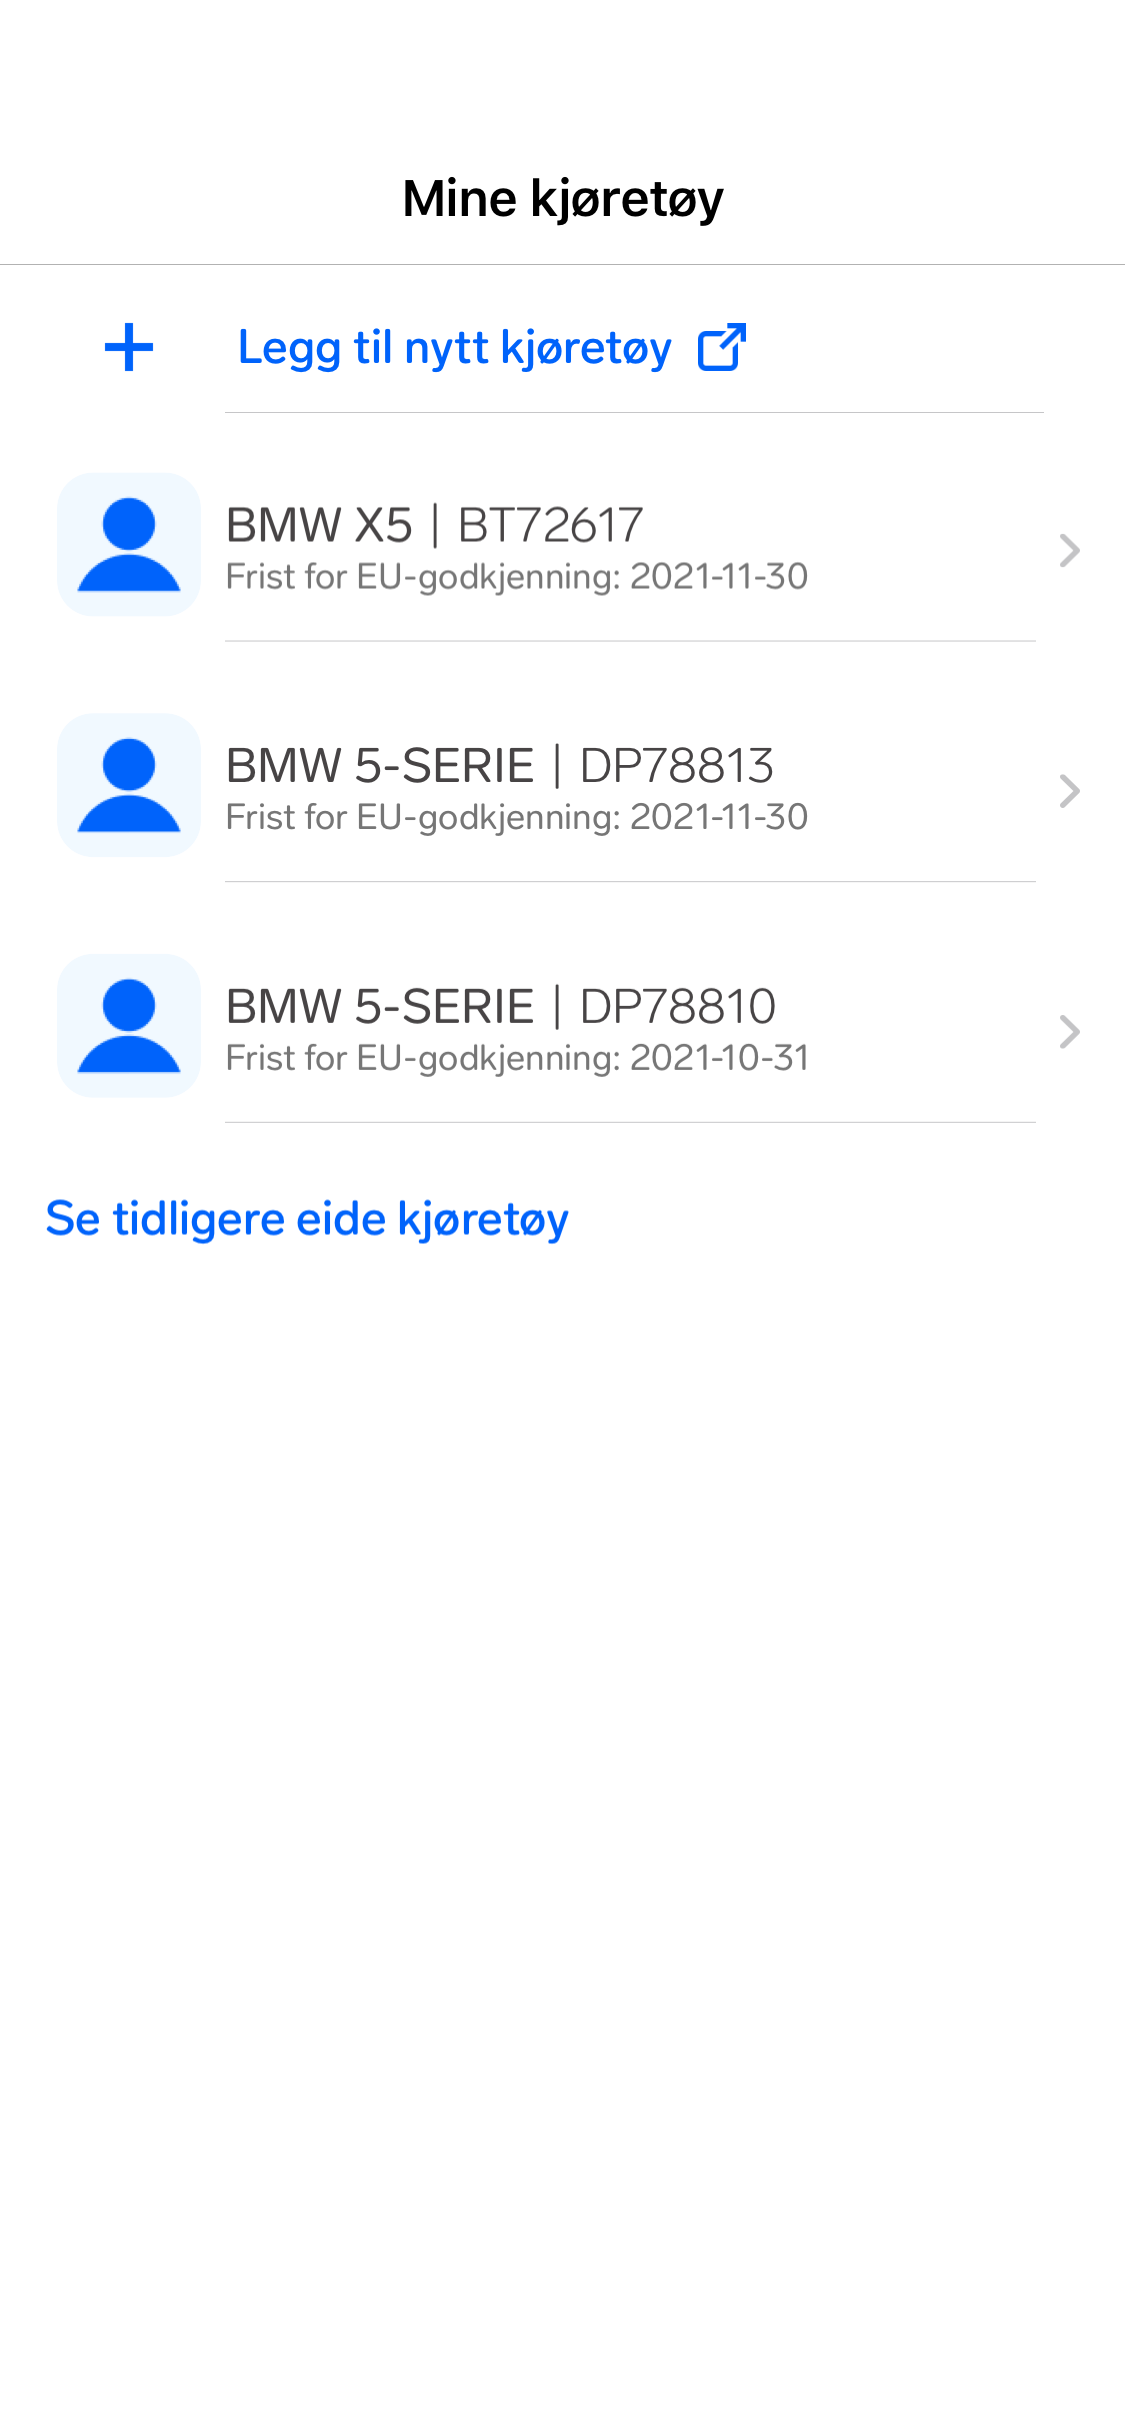 Mine kjøretøy
Legg til nytt kjøretøy
BMW X5 | BT72617
Frist for EU-godkjenning: 2021-11-30
BMW 5-SERIE | DP78813
Frist for EU-godkjenning: 2021-11-30
BMW 5-SERIE | DP78810
Frist for EU-godkjenning: 2021-10-31
Se tidligere eide kjøretøy